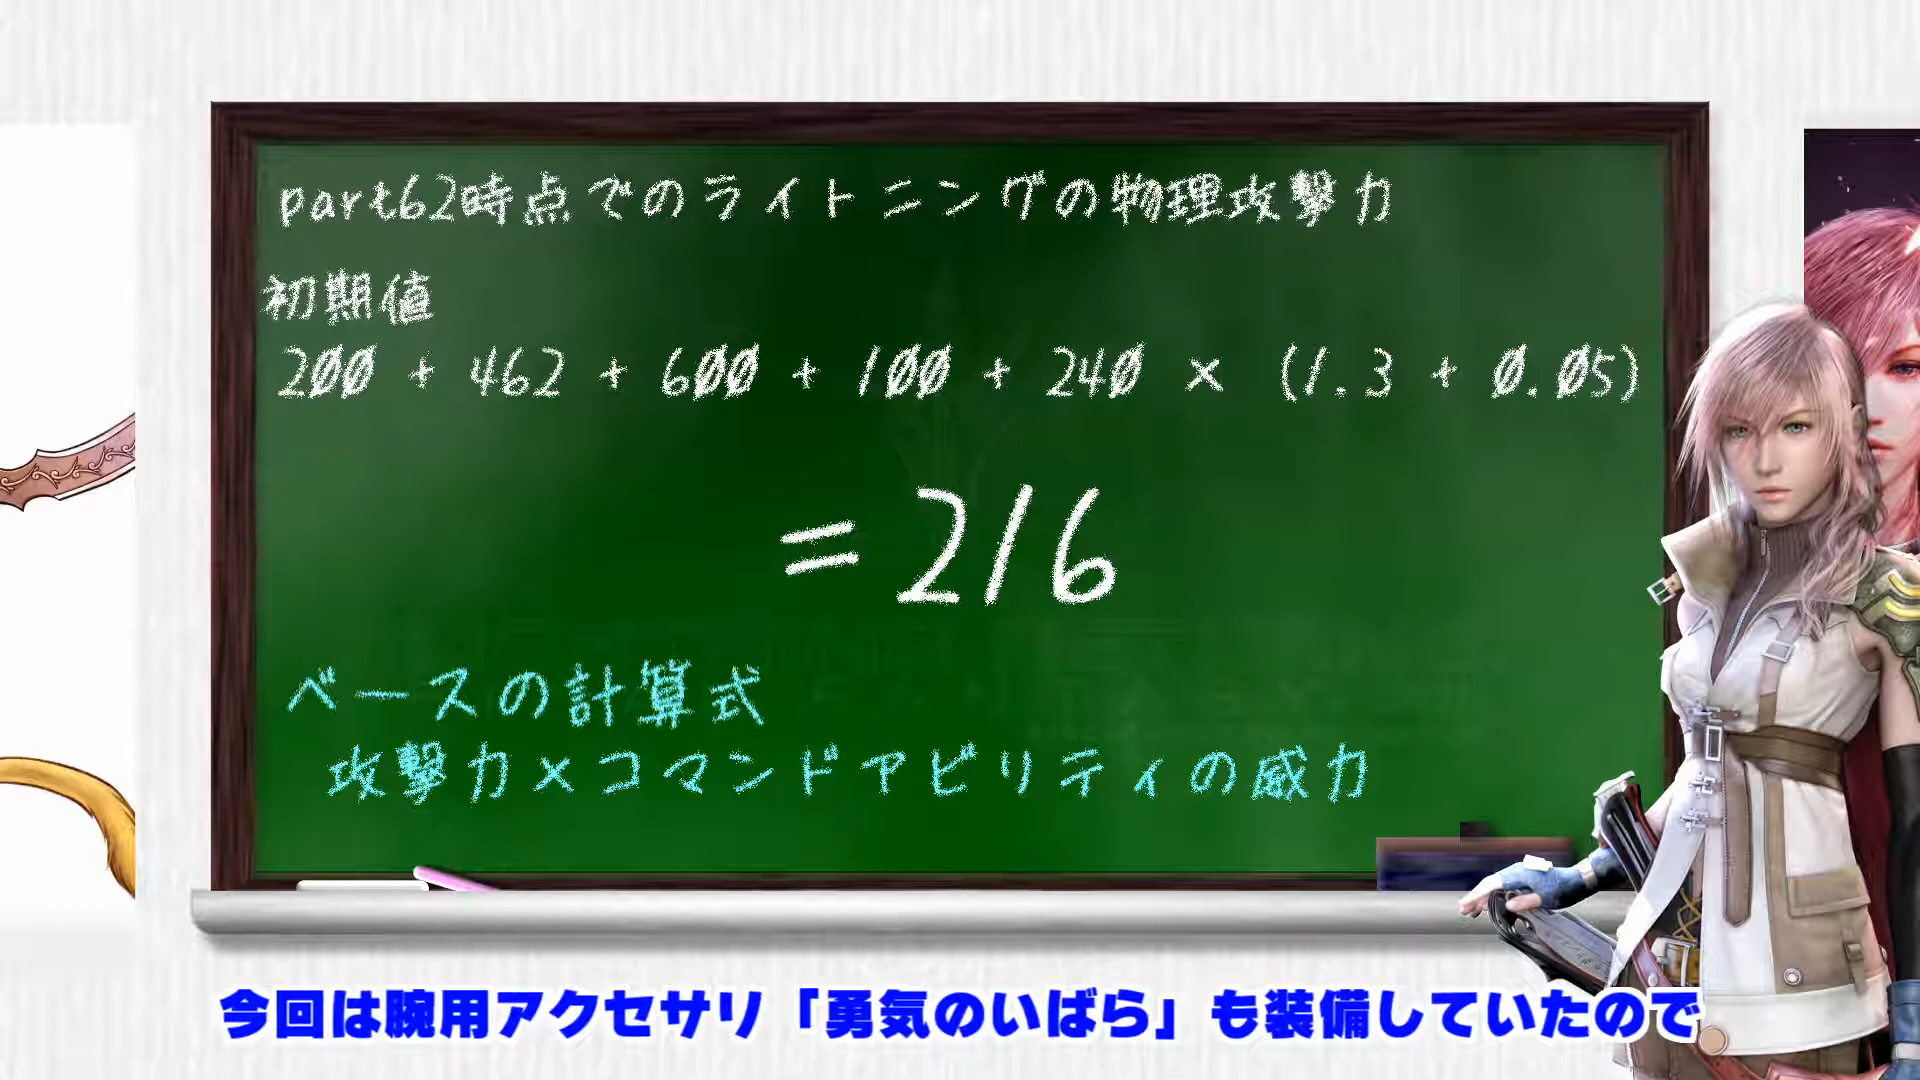 part62時点でのライトニングの物理攻撃力
初期値
200 + 462 + 600 + 100 + 240 × (1.3 + 0.05)
= 216
ベースの計算式
攻撃力×コマンドアビリティの威力
今回は腕用アクセサリ「勇気のいばら」も装備していたので